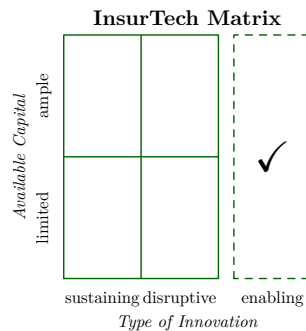 InsurTech Matrix
Available Capital
ample
limited
sustaining disruptive enabling
Type of Innovation